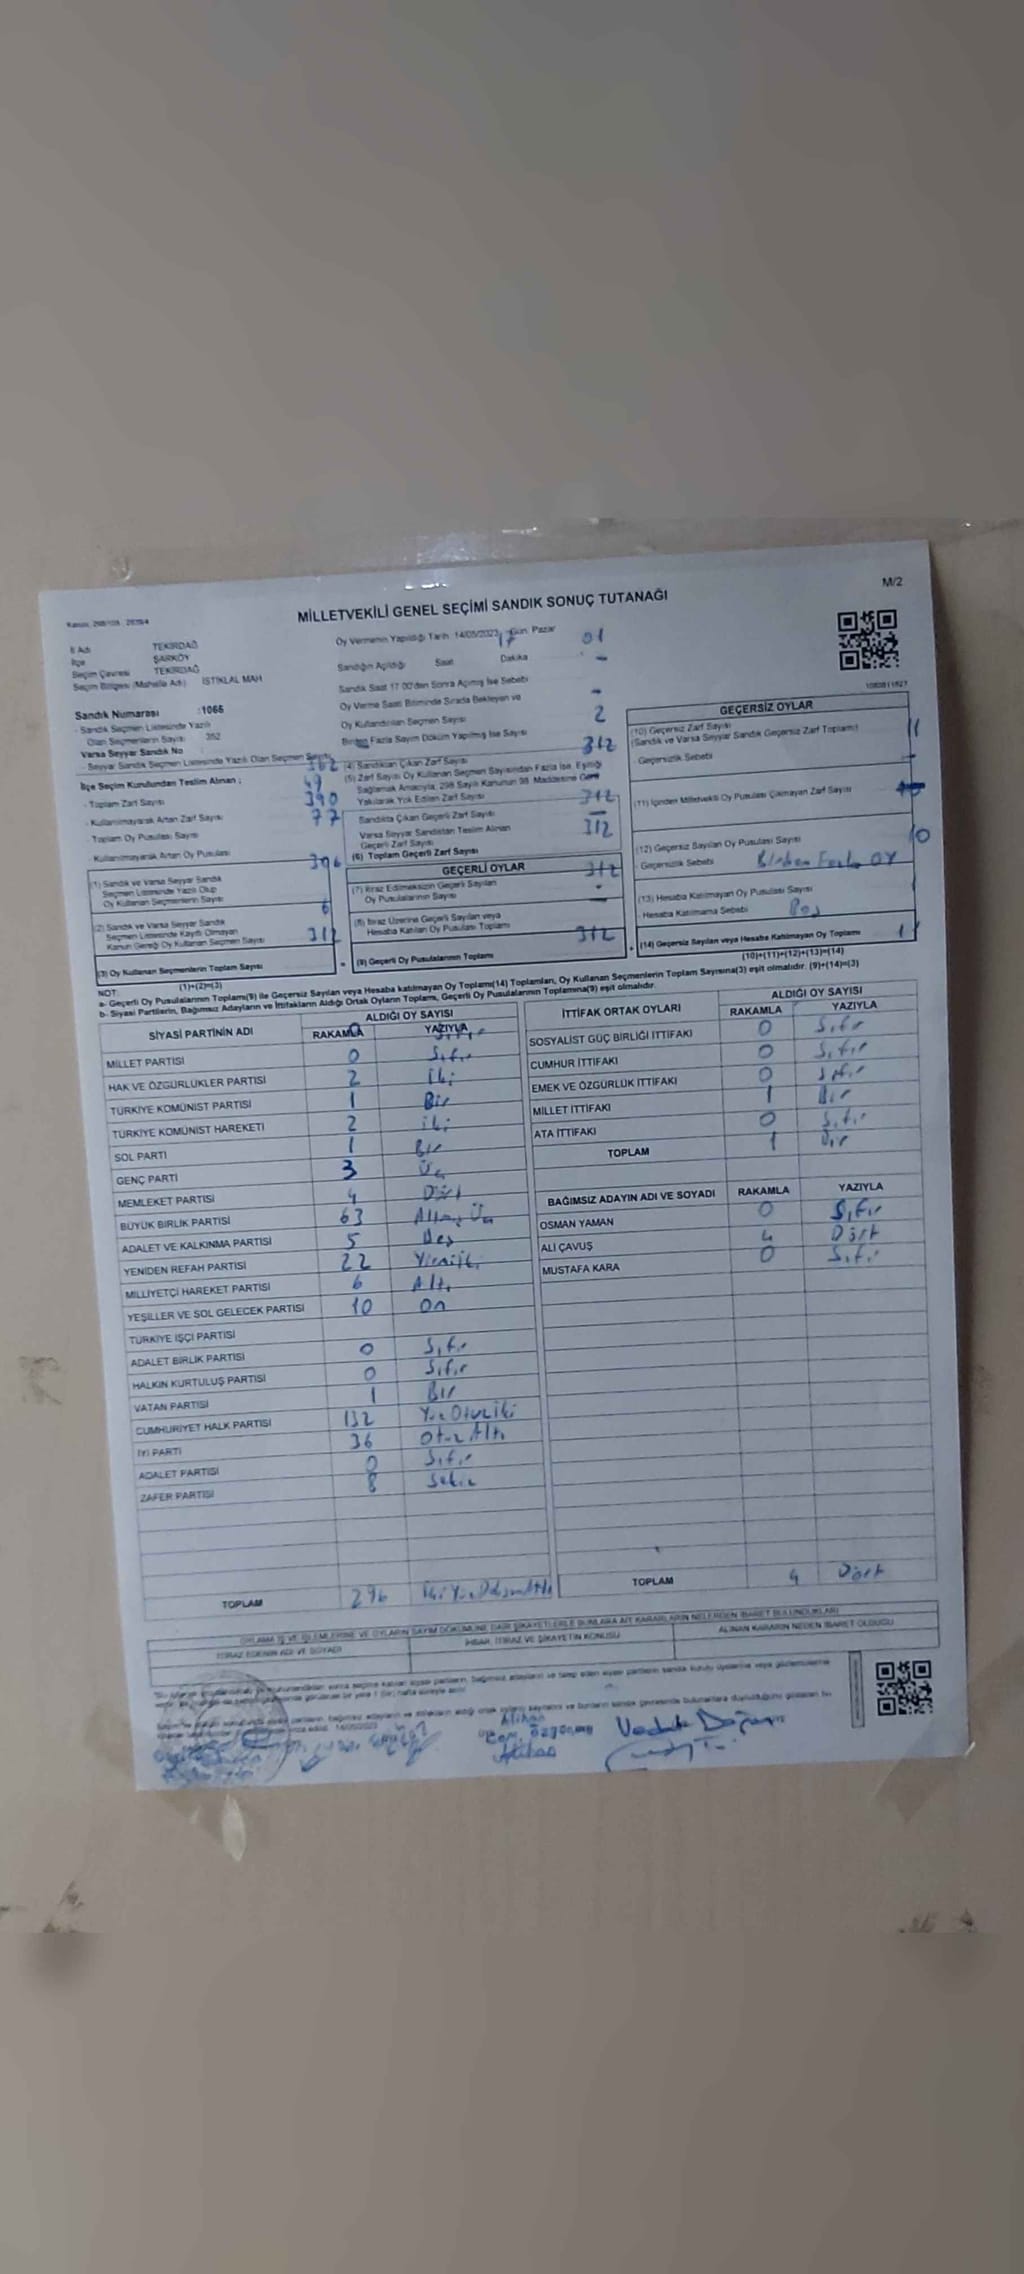 M/2
MİLLETVEKİLİ GENEL SEÇİMİ SANDIK SONUÇ TUTANAĞI
İl Adı TEKİRDAĞ
İlçe ŞARKÖY
Seçim Çevresi TEKİRDAĞ
Seçim Bölgesi (Mahalle Adı) İSTİKLAL MAH
Oy Vermenin Yapıldığı Tarih: 14/05/2023 Gün: Pazar
Sandığın Açıldığı Saat 17 Dakika 01
Sandık Saat 17:00'den Sonra Açılmış İse Sebebi -
Oy Verme Saati Bitiminde Sırada Bekleyen ve
Oy Kullandırılan Seçmen Sayısı -
Birden Fazla Sayım Döküm Yapılmış İse Sayısı 2
Sandık Numarası :1066
- Sandık Seçmen Listesinde Yazılı
Olan Seçmenlerin Sayısı 352
Varsa Seyyar Sandık No
- Seyyar Sandık Seçmen Listesinde Yazılı Olan Seçmen Sayısı
İlçe Seçim Kurulundan Teslim Alınan :
- Toplam Zarf Sayısı
- Kullanılmayarak Artan Zarf Sayısı 49
- Toplam Oy Pusulası Sayısı 390
- Kullanılmayarak Artan Oy Pusulası 77
(1) Sandık ve Varsa Seyyar Sandık
Seçmen Listesinde Yazılı Olup
Oy Kullanan Seçmenlerin Sayısı
(2) Sandık ve Varsa Seyyar Sandık
Seçmen Listesinde Kayıtlı Olmayan
Kanun Gereği Oy Kullanan Seçmen Sayısı 6
(3) Oy Kullanan Seçmenlerin Toplam Sayısı 312
(1)+(2)=(3)
(4) Sandıktan Çıkan Zarf Sayısı 312
(5) Zarf Sayısı Oy Kullanan Seçmen Sayısından Fazla İse, Eşitliği
Sağlamak Amacıyla; 298 Sayılı Kanunun 98. Maddesine Göre
Yakılarak Yok Edilen Zarf Sayısı
Sandıkta Çıkan Geçerli Zarf Sayısı 312
Varsa Seyyar Sandıktan Teslim Alınan
Geçerli Zarf Sayısı -
(6) Toplam Geçerli Zarf Sayısı 312
GEÇERLİ OYLAR
(7) İtiraz Edilmeksizin Geçerli Sayılan
Oy Pusulalarının Sayısı 312
(8) İtiraz Üzerine Geçerli Sayılan veya
Hesaba Katılan Oy Pusulası Toplamı -
(9) Geçerli Oy Pusulalarının Toplamı 312
GEÇERSİZ OYLAR
(10) Geçersiz Zarf Sayısı
(Sandık ve Varsa Seyyar Sandık Geçersiz Zarf Toplamı) 11
Geçersizlik Sebebi
(11) İçinden Milletvekili Oy Pusulası Çıkmayan Zarf Sayısı
(12) Geçersiz Sayılan Oy Pusulası Sayısı 10
Geçersizlik Sebebi Birden Fazla OY
(13) Hesaba Katılmayan Oy Pusulası Sayısı
Hesaba Katılmama Sebebi Boş
(14) Geçersiz Sayılan veya Hesaba Katılmayan Oy Toplamı 11
(10)+(11)+(12)+(13)=(14)
NOT:
a- Geçerli Oy Pusulalarının Toplamı(9) ile Geçersiz Sayılan veya Hesaba katılmayan Oy Toplamı(14) Toplamları, Oy Kullanan Seçmenlerin Toplam Sayısına(3) eşit olmalıdır. (9)+(14)=(3)
b- Siyasi Partilerin, Bağımsız Adayların ve İttifakların Aldığı Ortak Oyların Toplamı, Geçerli Oy Pusulalarının Toplamına(9) eşit olmalıdır.
SİYASİ PARTİNİN ADI ALDIĞI OY SAYISI
RAKAMLA YAZIYLA
MİLLET PARTİSİ 0 Sıfır
HAK VE ÖZGÜRLÜKLER PARTİSİ 0 Sıfır
TÜRKİYE KOMÜNİST PARTİSİ 2 iki
TÜRKİYE KOMÜNİST HAREKETİ 1 Bir
SOL PARTİ 2 iki
GENÇ PARTİ 1 Bir
MEMLEKET PARTİSİ 3 Üç
BÜYÜK BİRLİK PARTİSİ 4 Dört
ADALET VE KALKINMA PARTİSİ 63 Altmış Üç
YENİDEN REFAH PARTİSİ 5 Beş
MİLLİYETÇİ HAREKET PARTİSİ 22 Yirmiiki
YEŞİLLER VE SOL GELECEK PARTİSİ 6 Altı
TÜRKİYE İŞÇİ PARTİSİ 10 On
ADALET BİRLİK PARTİSİ 0 Sıfır
HALKIN KURTULUŞ PARTİSİ 0 Sıfır
VATAN PARTİSİ 1 Bir
CUMHURİYET HALK PARTİSİ 132 Yüz Otuz İki
İYİ PARTİ 36 Otuz Altı
ADALET PARTİSİ 0 Sıfır
ZAFER PARTİSİ 8 Sekiz
TOPLAM 296 İki Yüz Doksan Altı
İTTİFAK ORTAK OYLARI ALDIĞI OY SAYISI
RAKAMLA YAZIYLA
SOSYALİST GÜÇ BİRLİĞİ İTTİFAKI 0 Sıfır
CUMHUR İTTİFAKI 0 Sıfır
EMEK VE ÖZGÜRLÜK İTTİFAKI 0 Sıfır
MİLLET İTTİFAKI 1 Bir
ATA İTTİFAKI 0 Sıfır
TOPLAM 1 Bir
BAĞIMSIZ ADAYIN ADI VE SOYADI RAKAMLA YAZIYLA
OSMAN YAMAN 0 Sıfır
ALİ ÇAVUŞ 4 Dört
MUSTAFA KARA 0 Sıfır
TOPLAM 4 Dört
OYLAMA İŞ VE İŞLEMLERİNE VE OYLARIN SAYIM DÖKÜMÜNE DAİR ŞİKAYETLERLE BUNLARA AİT KARARLARIN NELERDEN İBARET BULUNDUKLARI
İTİRAZ EDENİN ADI VE SOYADI İHBAR, İTİRAZ VE ŞİKAYETİN KONUSU ALINAN KARARIN NEDEN İBARET OLDUĞU